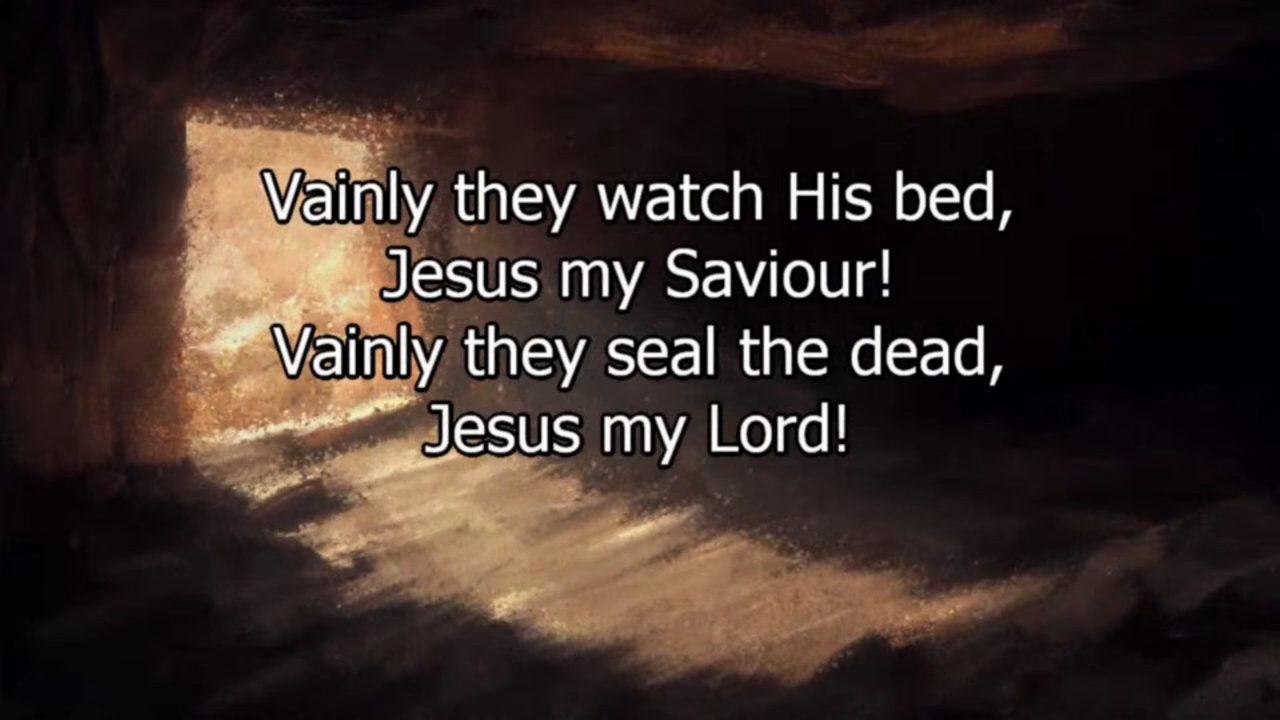 Vainly they watch His bed,
Jesus my Saviour!
Vainly they seal the dead,
Jesus my Lord!